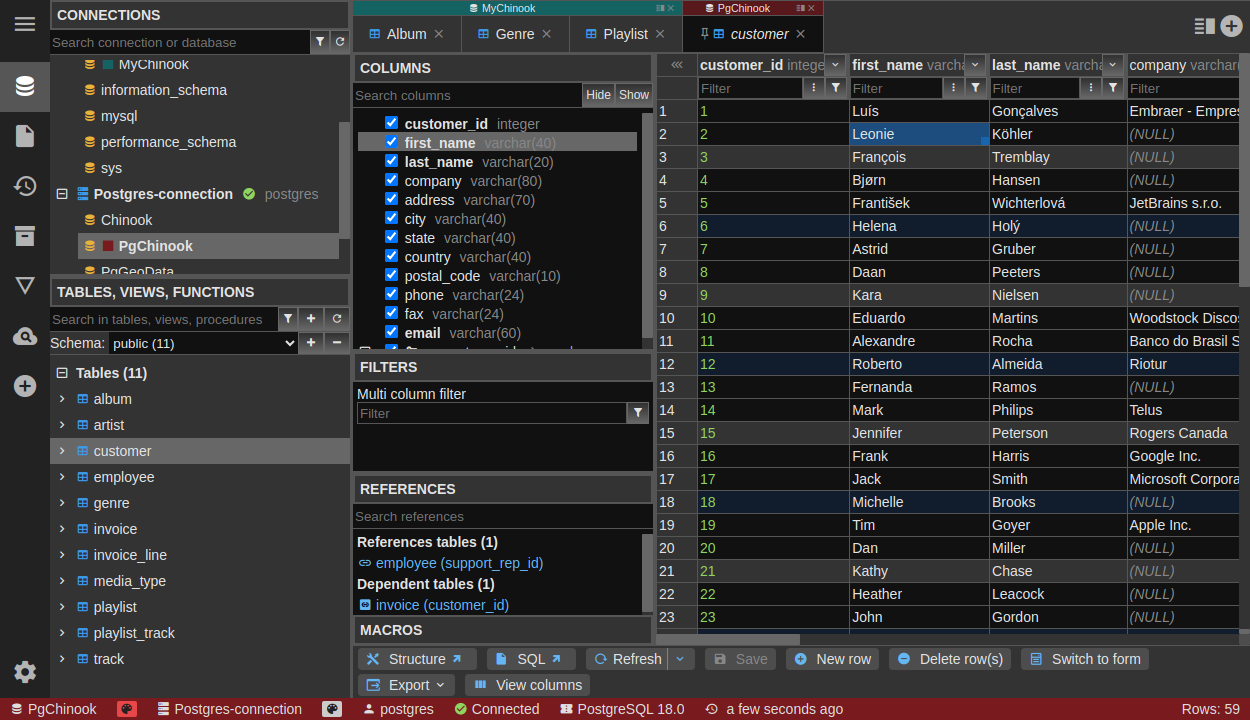 CONNECTIONS
Search connection or database
MyChinook
information_schema
mysql
performance_schema
sys
Postgres-connection postgres
Chinook
PgChinook
PgGeoData
TABLES, VIEWS, FUNCTIONS
Search in tables, views, procedures
Schema: public (11)
Tables (11)
album
artist
customer
employee
genre
invoice
invoice_line
media_type
playlist
playlist_track
track
MyChinook PgChinook
Album Genre Playlist customer
COLUMNS
Search columns Hide Show
customer_id integer
first_name varchar(40)
last_name varchar(20)
company varchar(80)
address varchar(70)
city varchar(40)
state varchar(40)
country varchar(40)
postal_code varchar(10)
phone varchar(24)
fax varchar(24)
email varchar(60)
FILTERS
Multi column filter
Filter
REFERENCES
Search references
References tables (1)
employee (support_rep_id)
Dependent tables (1)
invoice (customer_id)
MACROS
customer_id intege first_name varcha last_name varcha company varchar(
Filter Filter Filter Filter
1 1 Luís Gonçalves Embraer - Empres
2 2 Leonie Köhler (NULL)
3 3 François Tremblay (NULL)
4 4 Bjørn Hansen (NULL)
5 5 František Wichterlová JetBrains s.r.o.
6 6 Helena Holý (NULL)
7 7 Astrid Gruber (NULL)
8 8 Daan Peeters (NULL)
9 9 Kara Nielsen (NULL)
10 10 Eduardo Martins Woodstock Discos
11 11 Alexandre Rocha Banco do Brasil S
12 12 Roberto Almeida Riotur
13 13 Fernanda Ramos (NULL)
14 14 Mark Philips Telus
15 15 Jennifer Peterson Rogers Canada
16 16 Frank Harris Google Inc.
17 17 Jack Smith Microsoft Corpora
18 18 Michelle Brooks (NULL)
19 19 Tim Goyer Apple Inc.
20 20 Dan Miller (NULL)
21 21 Kathy Chase (NULL)
22 22 Heather Leacock (NULL)
23 23 John Gordon (NULL)
Structure SQL Refresh Save New row Delete row(s) Switch to form
Export View columns
PgChinook Postgres-connection postgres Connected PostgreSQL 18.0 a few seconds ago Rows: 59